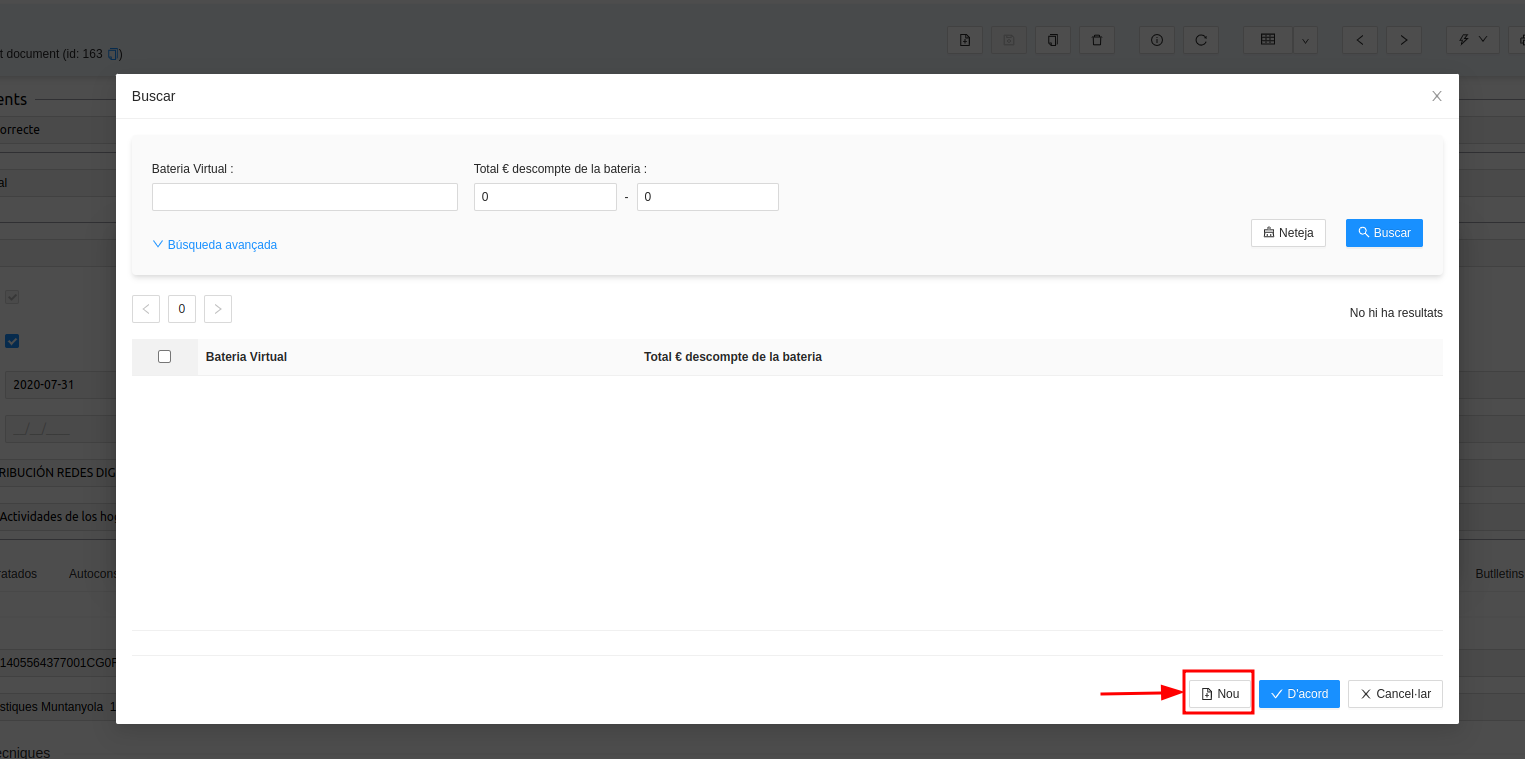 t document (id: 163 )
Buscar
ents
orrecte
Bateria Virtual :
Total € descompte de la bateria :
al
0 - 0
Neteja
Buscar
Búsqueda avançada
0
No hi ha resultats
Bateria Virtual
Total € descompte de la bateria
2020-07-31
__/__/____
RIBUCIÓN REDES DIG
Actividades de los ho
ratados
Autocons
Butlletins
1405564377001CG0F
Nou
D'acord
Cancel·lar
stiques Muntanyola 1
ècniques